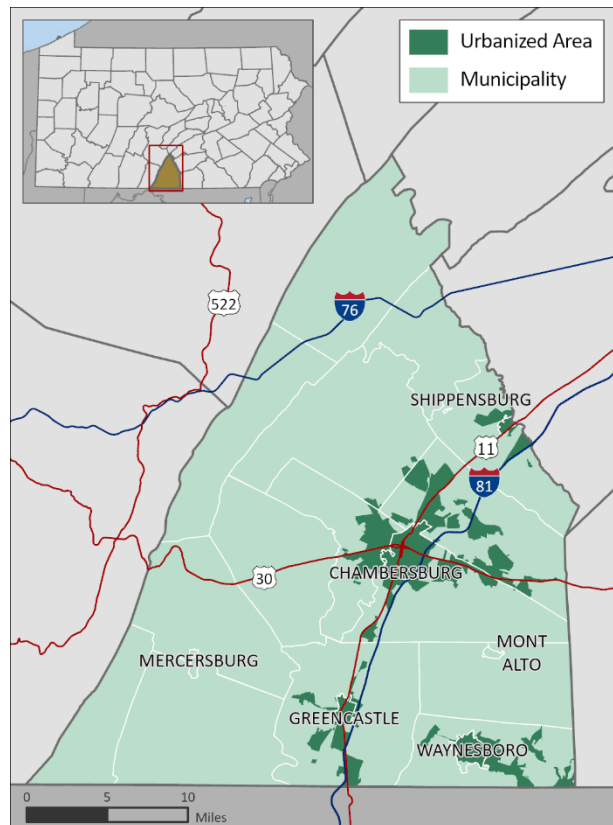 Urbanized Area
Municipality
522
76
SHIPPENSBURG
11
81
30
CHAMBERSBURG
MERCERSBURG
MONT
ALTO
GREENCASTLE
WAYNESBORO
0 5 10
Miles